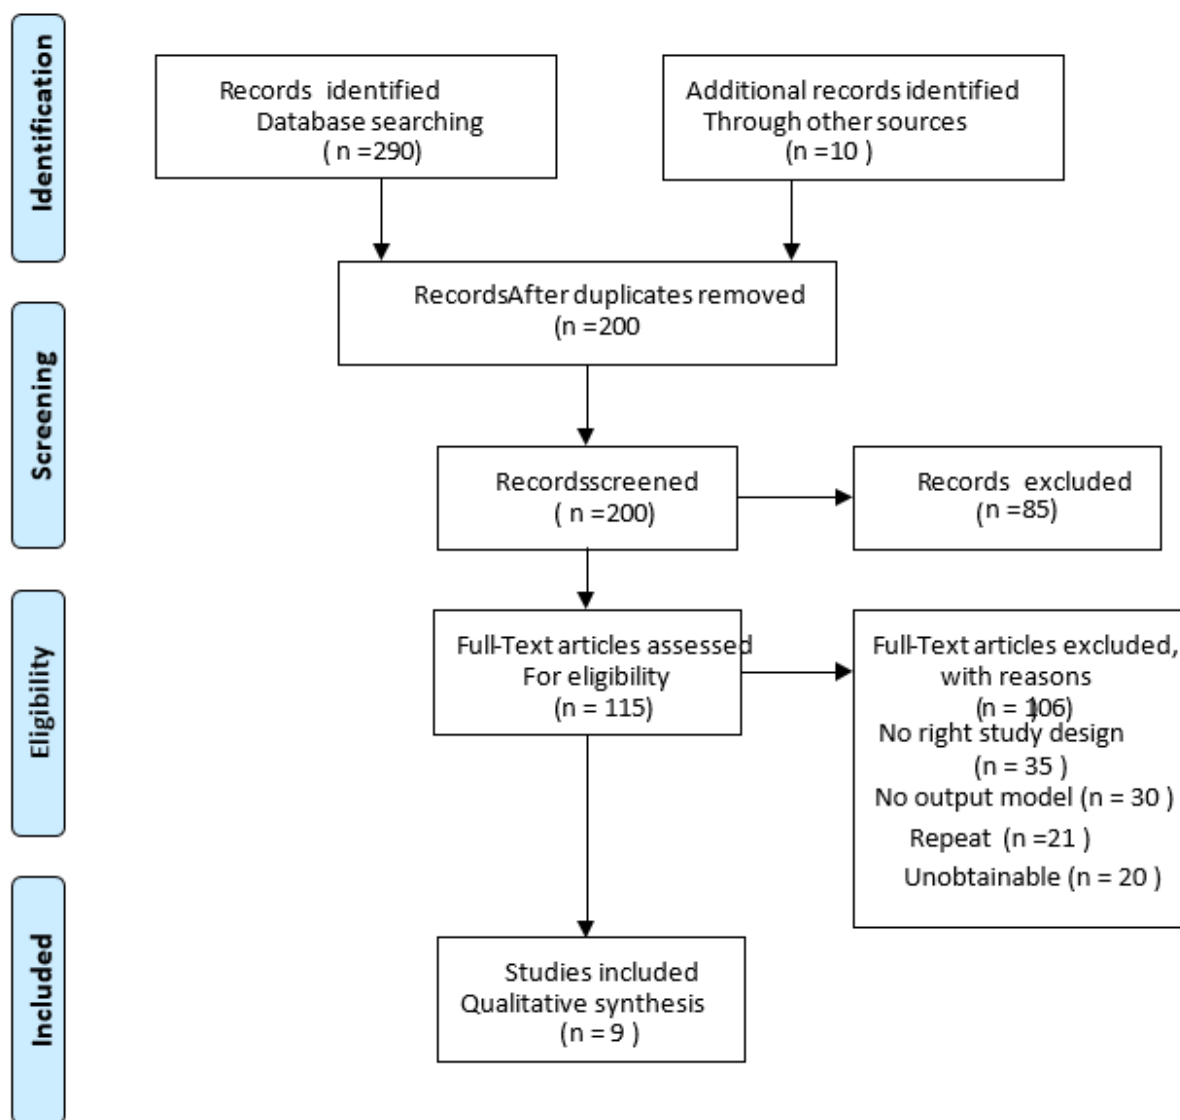 Identification
Records identified
Database searching
( n =290)
Additional records identified
Through other sources
(n =10 )
Screening
RecordsAfter duplicates removed
(n =200
Recordsscreened
( n =200)
Records excluded
(n =85)
Eligibility
Full-Text articles assessed
For eligibility
(n = 115)
Full-Text articles excluded,
with reasons
(n = 106)
No right study design
(n = 35 )
No output model (n = 30 )
Repeat (n =21 )
Unobtainable (n = 20 )
Included
Studies included
Qualitative synthesis
(n = 9 )